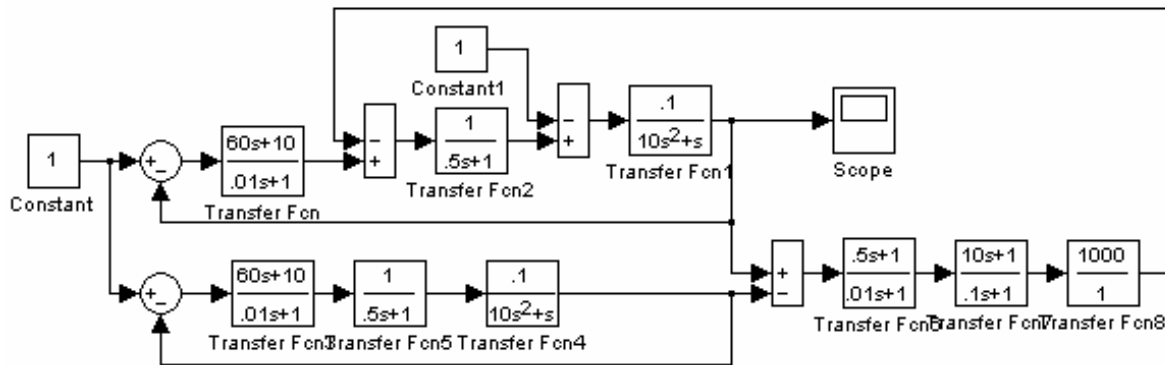 1
Constant1
1
Constant
+
−
60s+10
.01s+1
Transfer Fcn
−
+
1
.5s+1
Transfer Fcn2
−
+
.1
10s²+s
Transfer Fcn1
Scope
+
−
60s+10
.01s+1
Transfer Fcn3
1
.5s+1
Transfer Fcn5
.1
10s²+s
Transfer Fcn4
+
−
.5s+1
.01s+1
Transfer Fcn6
10s+1
.1s+1
Transfer Fcn7
1000
1
Transfer Fcn8